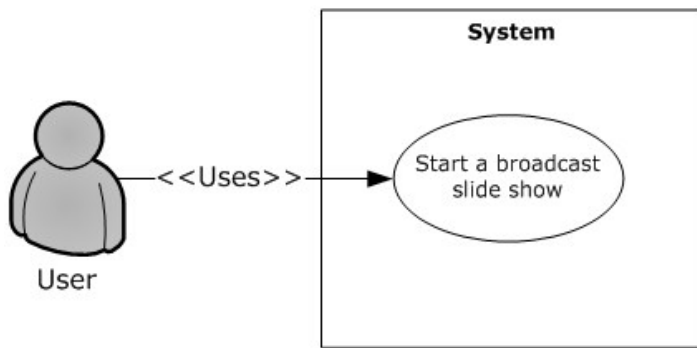 System
Start a broadcast
slide show
<<Uses>>
User